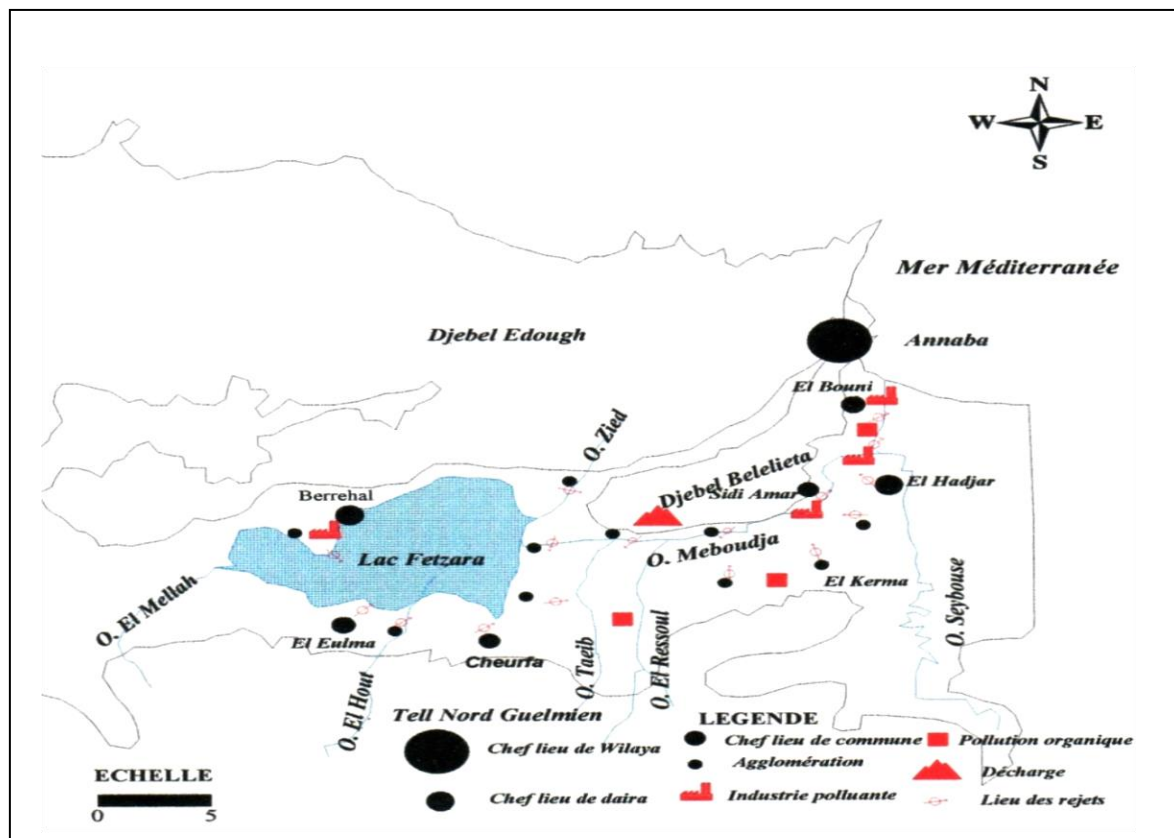 N
W E
S
Mer Méditerranée
Djebel Edough
Annaba
El Bouni
O. Zied
Djebel Belelieta
Sidi Amar
El Hadjar
Berrehal
Lac Fetzara
O. Meboudja
El Kerma
O. El Mellah
O. Seybouse
El Eulma
Cheurfa
O. Taeib
O. El Ressoul
O. El Hout
Tell Nord Guelmien
LEGENDE
Chef lieu de Wilaya
Chef lieu de commune
Pollution organique
Agglomération
Décharge
ECHELLE
0 5
Chef lieu de daira
Industrie polluante
Lieu des rejets